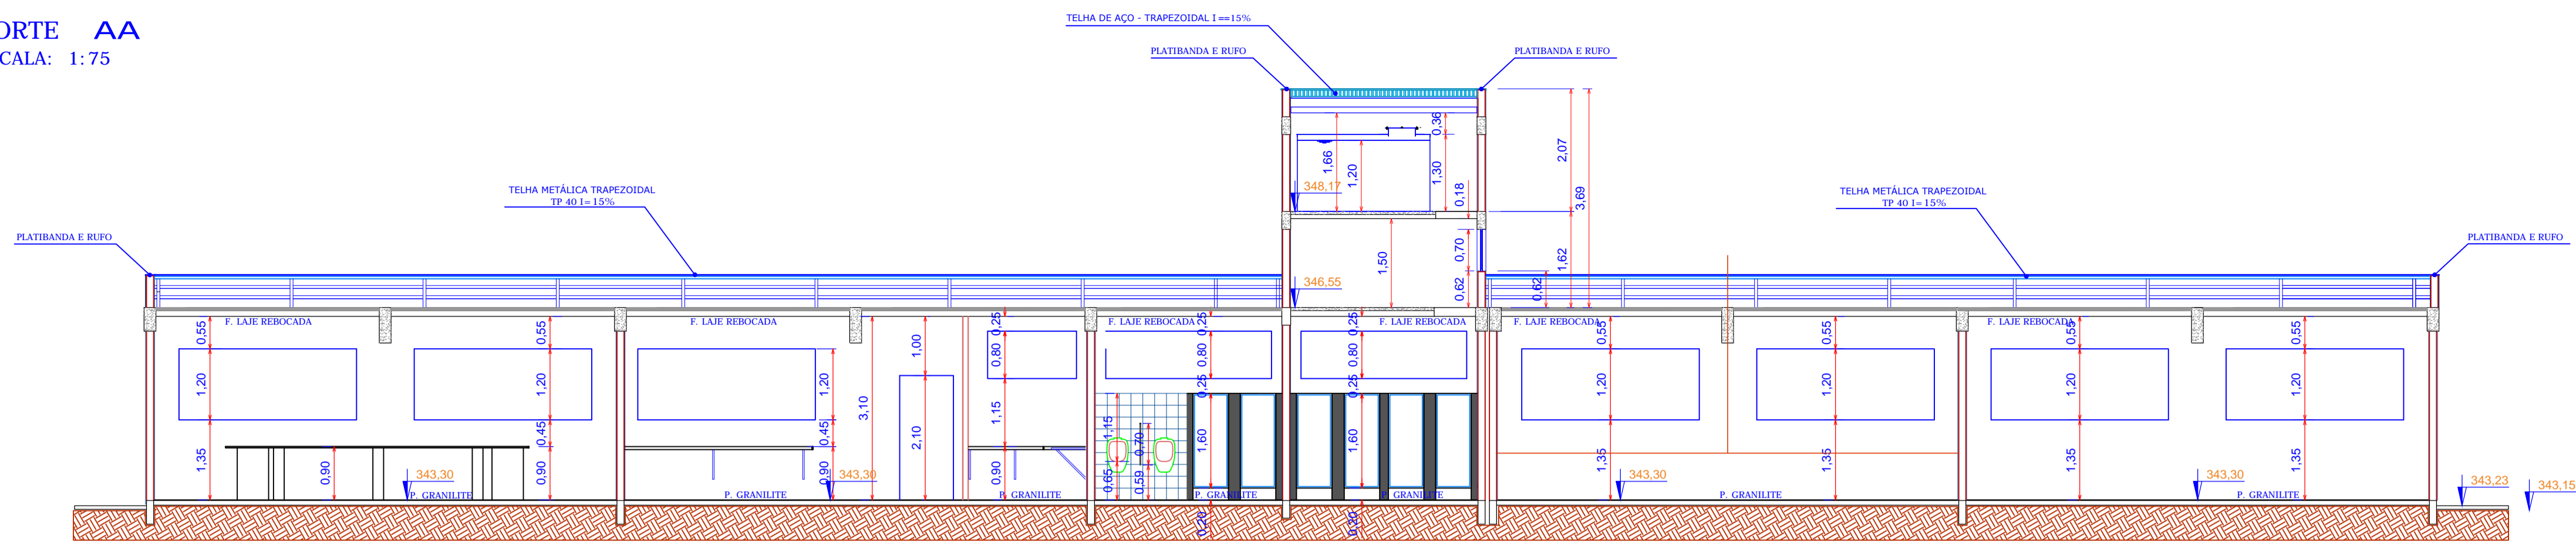 ORTE AA
CALA: 1:75
TELHA DE AÇO - TRAPEZOIDAL I ==15%
PLATIBANDA E RUFO
PLATIBANDA E RUFO
TELHA METÁLICA TRAPEZOIDAL
TP 40 I=15%
TELHA METÁLICA TRAPEZOIDAL
TP 40 I=15%
PLATIBANDA E RUFO
PLATIBANDA E RUFO
0,36
1,66
1,20
1,30
0,18
2,07
3,69
348,17
1,50
0,70
0,62
0,62
1,62
346,55
F. LAJE REBOCADA
F. LAJE REBOCADA
F. LAJE REBOCADA
F. LAJE REBOCADA
F. LAJE REBOCADA
F. LAJE REBOCADA
0,55
1,20
1,35
0,90
0,55
1,20
0,45
0,90
1,20
0,45
0,90
3,10
1,00
2,10
0,25
0,80
1,15
0,90
1,15
0,65
0,70
0,59
0,25
0,80
0,25
1,60
0,20
0,25
0,80
0,25
1,60
0,20
0,55
1,20
1,35
0,55
1,20
1,35
0,55
1,20
1,35
0,55
1,20
1,35
343,30
343,30
343,30
343,30
343,23
343,15
P. GRANILITE
P. GRANILITE
P. GRANILITE
P. GRANILITE
P. GRANILITE
P. GRANILITE
P. GRANILITE